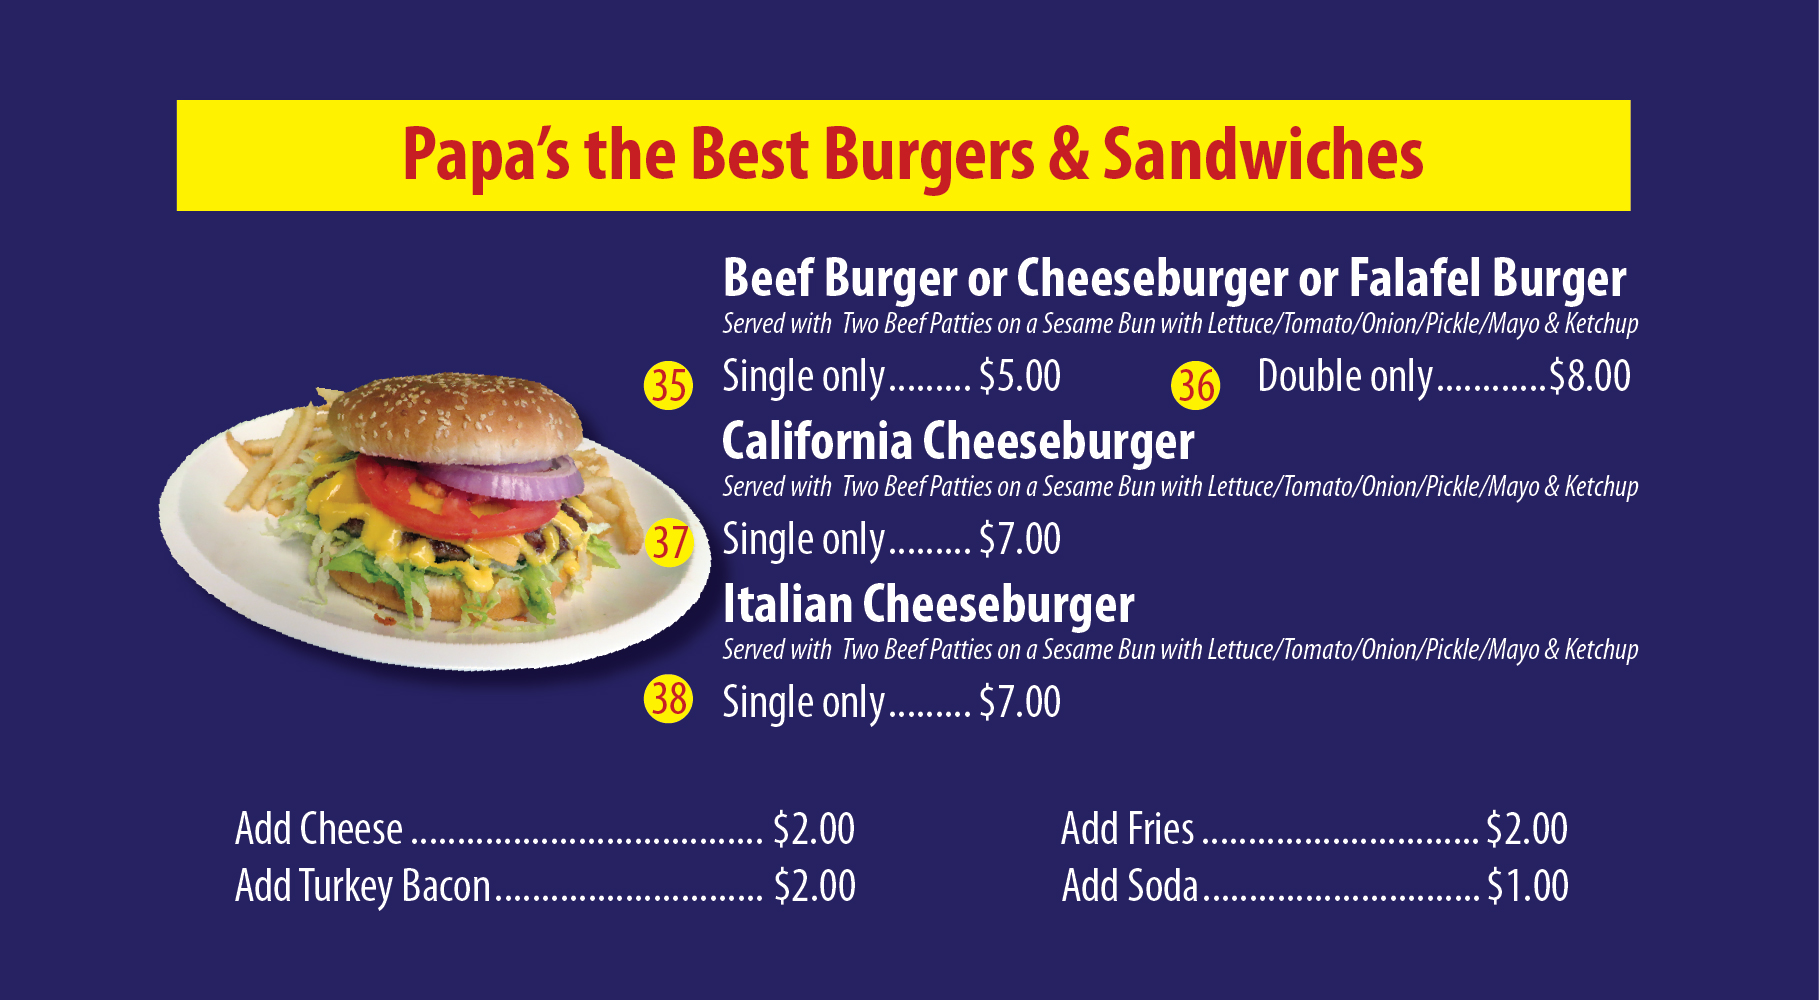 Papa's the Best Burgers & Sandwiches
Beef Burger or Cheeseburger or Falafel Burger
Served with Two Beef Patties on a Sesame Bun with Lettuce/Tomato/Onion/Pickle/Mayo & Ketchup
35 Single only......... $5.00 36 Double only............$8.00
California Cheeseburger
Served with Two Beef Patties on a Sesame Bun with Lettuce/Tomato/Onion/Pickle/Mayo & Ketchup
37 Single only......... $7.00
Italian Cheeseburger
Served with Two Beef Patties on a Sesame Bun with Lettuce/Tomato/Onion/Pickle/Mayo & Ketchup
38 Single only......... $7.00
Add Cheese ...................................... $2.00 Add Fries .............................. $2.00
Add Turkey Bacon............................. $2.00 Add Soda.............................. $1.00